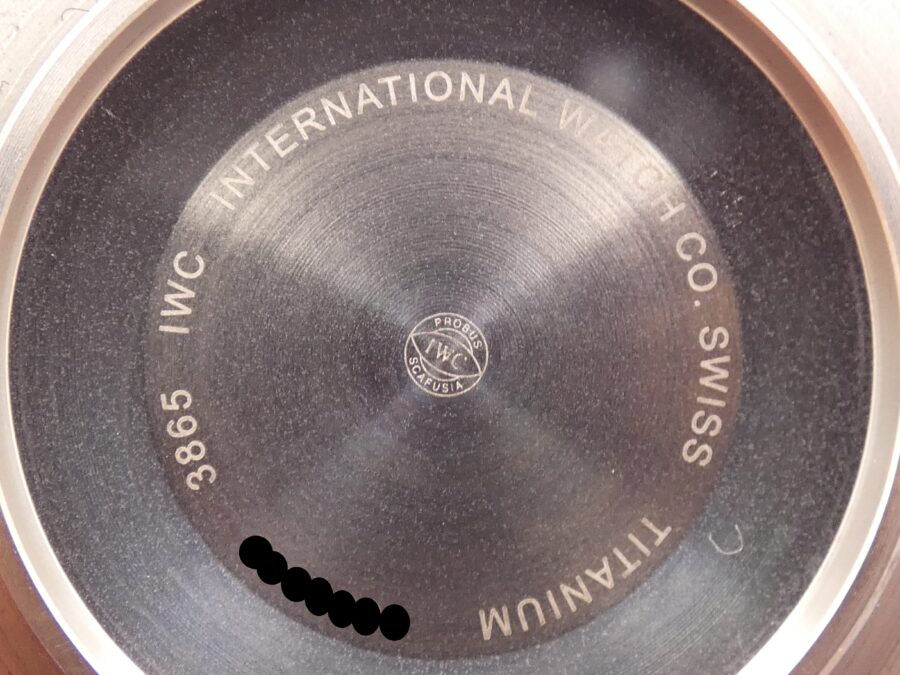 3865 IWC INTERNATIONAL WATCH CO. SWISS
TITANIUM
PROBUS
IWC
SCAFUSIA